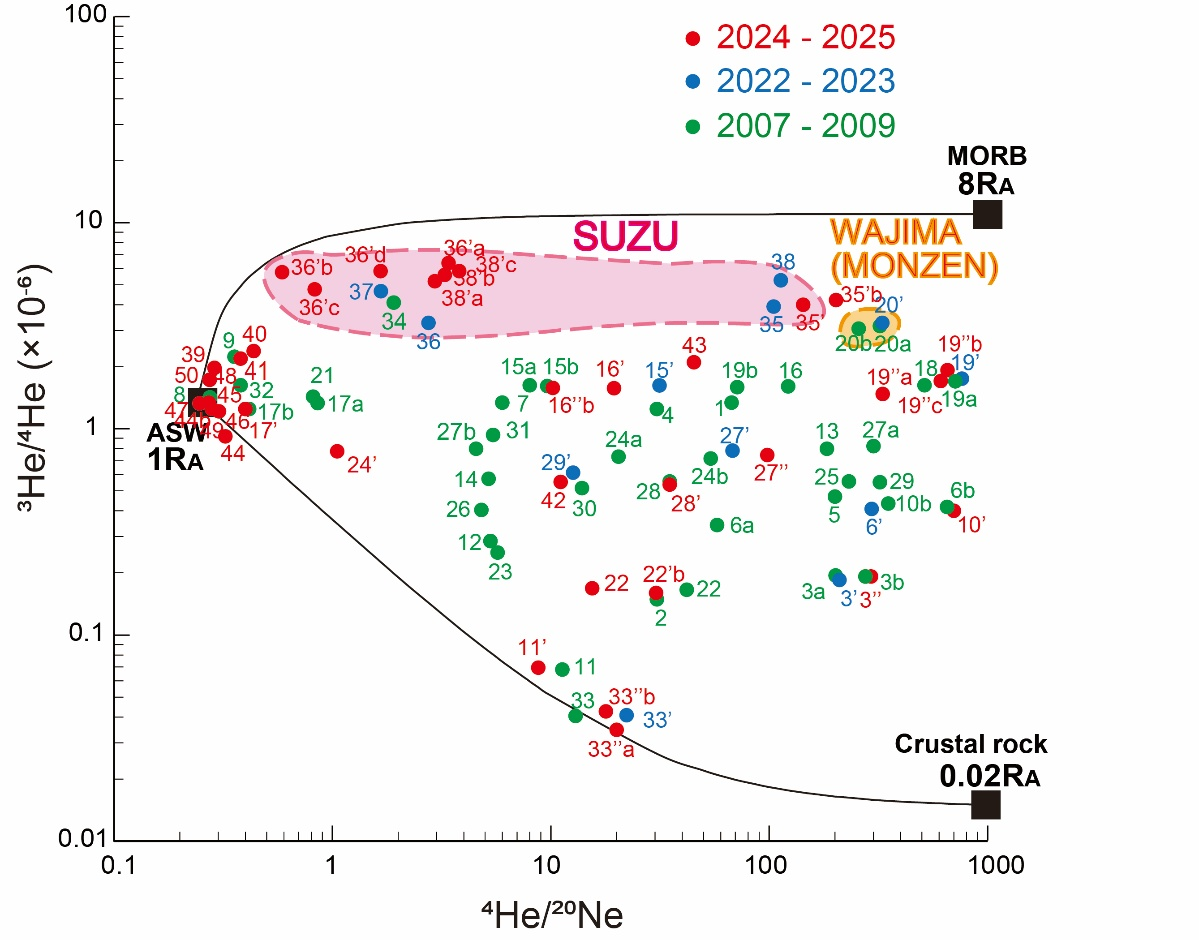 100
2024 - 2025
2022 - 2023
2007 - 2009
MORB
8RA
10
SUZU
WAJIMA
(MONZEN)
36’a
36’b
36’d
38’c
38’b
38
37
36’c
38’a
34
35
35’
35’b
20’
36
20b
20a
40
9
39
41
43
19’’b
50
48
32
21
15a
15b
16’
15’
19b
16
18
19’
8
45
17b
17a
7
16’’b
4
1
19’’a
19’’c
19a
47
44b
46
49
17’
ASW
1RA
44
1
31
27b
24a
27’
13
27a
24’
14
29’
24b
27’’
42
30
28
28’
25
29
26
5
10b
6b
6a
6’
10’
12
23
22
22’b
22
2
3a
3’
3’’
3b
0.1
11’
11
33
33’’b
33’
33’’a
Crustal rock
0.02RA
0.01
0.1
1
10
100
1000
³He/⁴He (×10⁻⁶)
⁴He/²⁰Ne